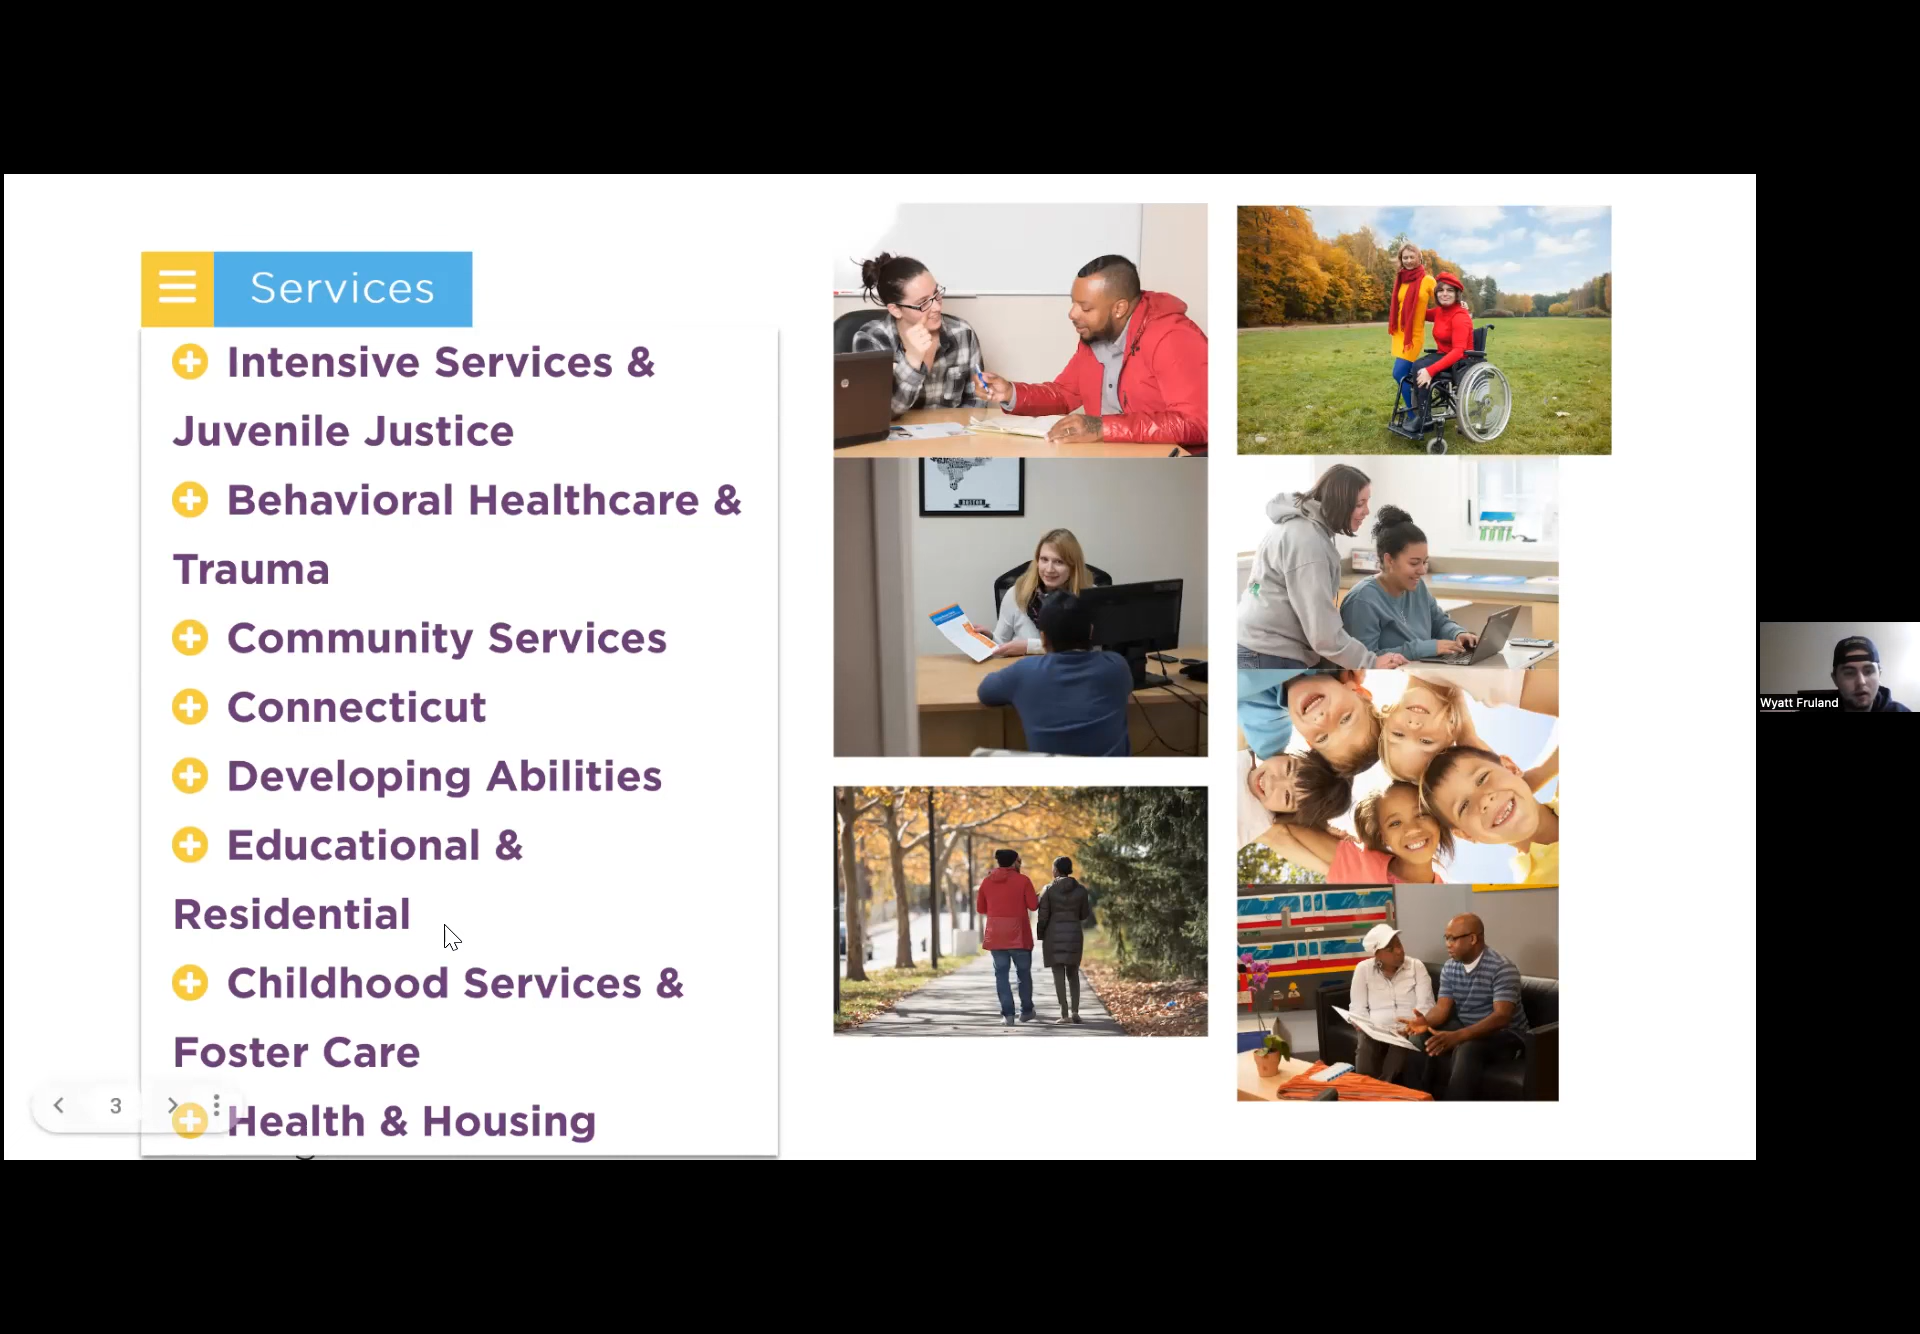 Services
Intensive Services &
Juvenile Justice
Behavioral Healthcare &
Trauma
Community Services
Connecticut
Developing Abilities
Educational &
Residential
Childhood Services &
Foster Care
Health & Housing
3
Wyatt Fruland